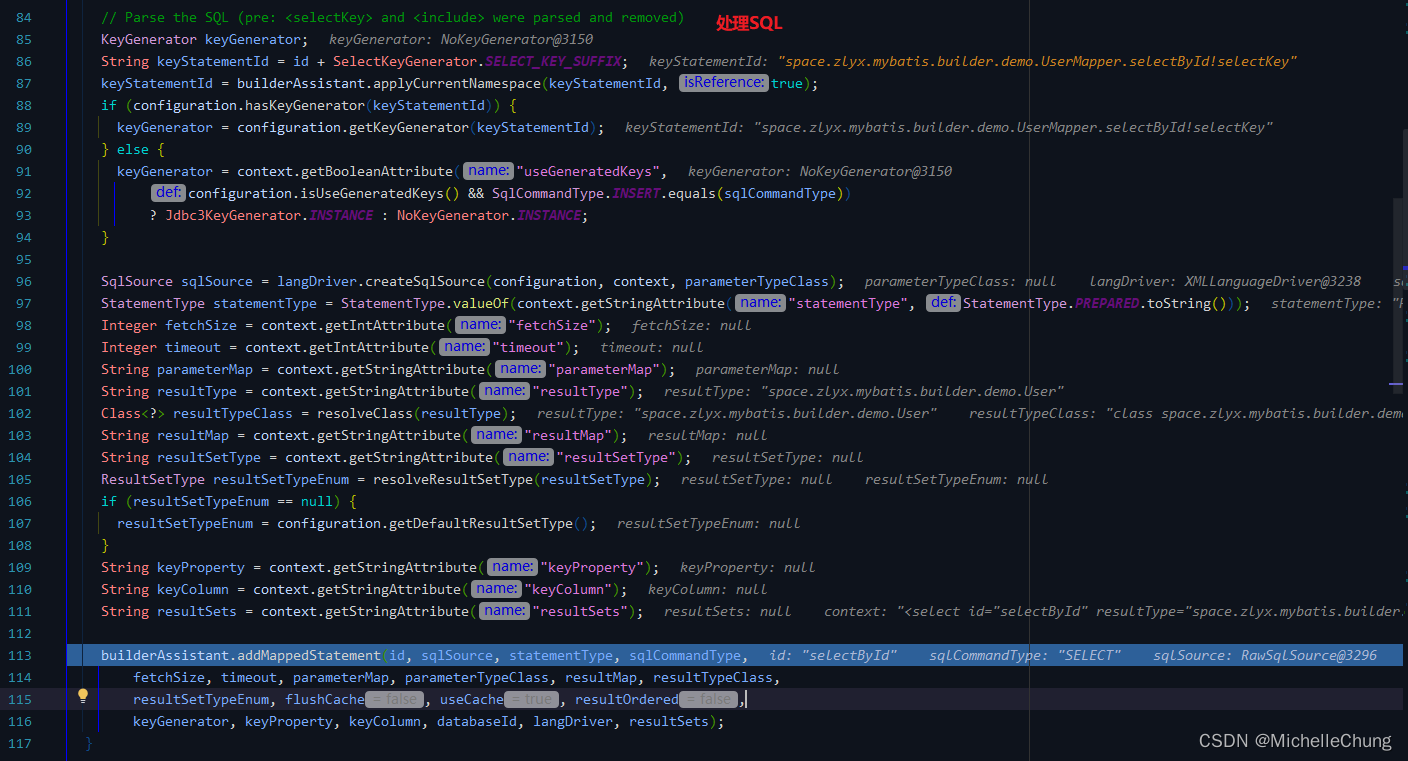 84 // Parse the SQL (pre: <selectKey> and <include> were parsed and removed) 处理SQL
85 KeyGenerator keyGenerator; keyGenerator: NoKeyGenerator@3150
86 String keyStatementId = id + SelectKeyGenerator.SELECT_KEY_SUFFIX; keyStatementId: "space.zlyx.mybatis.builder.demo.UserMapper.selectById!selectKey"
87 keyStatementId = builderAssistant.applyCurrentNamespace(keyStatementId, isReference: true);
88 if (configuration.hasKeyGenerator(keyStatementId)) {
89 keyGenerator = configuration.getKeyGenerator(keyStatementId); keyStatementId: "space.zlyx.mybatis.builder.demo.UserMapper.selectById!selectKey"
90 } else {
91 keyGenerator = context.getBooleanAttribute( name: "useGeneratedKeys", keyGenerator: NoKeyGenerator@3150
92 def: configuration.isUseGeneratedKeys() && SqlCommandType.INSERT.equals(sqlCommandType))
93 ? Jdbc3KeyGenerator.INSTANCE : NoKeyGenerator.INSTANCE;
94 }
95
96 SqlSource sqlSource = langDriver.createSqlSource(configuration, context, parameterTypeClass); parameterTypeClass: null langDriver: XMLLanguageDriver@3238
97 StatementType statementType = StatementType.valueOf(context.getStringAttribute( name: "statementType", def: StatementType.PREPARED.toString())); statementType: "
98 Integer fetchSize = context.getIntAttribute( name: "fetchSize"); fetchSize: null
99 Integer timeout = context.getIntAttribute( name: "timeout"); timeout: null
100 String parameterMap = context.getStringAttribute( name: "parameterMap"); parameterMap: null
101 String resultType = context.getStringAttribute( name: "resultType"); resultType: "space.zlyx.mybatis.builder.demo.User"
102 Class<?> resultTypeClass = resolveClass(resultType); resultType: "space.zlyx.mybatis.builder.demo.User" resultTypeClass: "class space.zlyx.mybatis.builder.dem
103 String resultMap = context.getStringAttribute( name: "resultMap"); resultMap: null
104 String resultSetType = context.getStringAttribute( name: "resultSetType"); resultSetType: null
105 ResultSetType resultSetTypeEnum = resolveResultSetType(resultSetType); resultSetType: null resultSetTypeEnum: null
106 if (resultSetTypeEnum == null) {
107 resultSetTypeEnum = configuration.getDefaultResultSetType(); resultSetTypeEnum: null
108 }
109 String keyProperty = context.getStringAttribute( name: "keyProperty"); keyProperty: null
110 String keyColumn = context.getStringAttribute( name: "keyColumn"); keyColumn: null
111 String resultSets = context.getStringAttribute( name: "resultSets"); resultSets: null context: "<select id="selectById" resultType="space.zlyx.mybatis.builder.
112
113 builderAssistant.addMappedStatement(id, sqlSource, statementType, sqlCommandType, id: "selectById" sqlCommandType: "SELECT" sqlSource: RawSqlSource@3296
114 fetchSize, timeout, parameterMap, parameterTypeClass, resultMap, resultTypeClass,
115 resultSetTypeEnum, flushCache = false , useCache = true , resultOrdered = false ,
116 keyGenerator, keyProperty, keyColumn, databaseId, langDriver, resultSets);
117 }
CSDN @MichelleChung